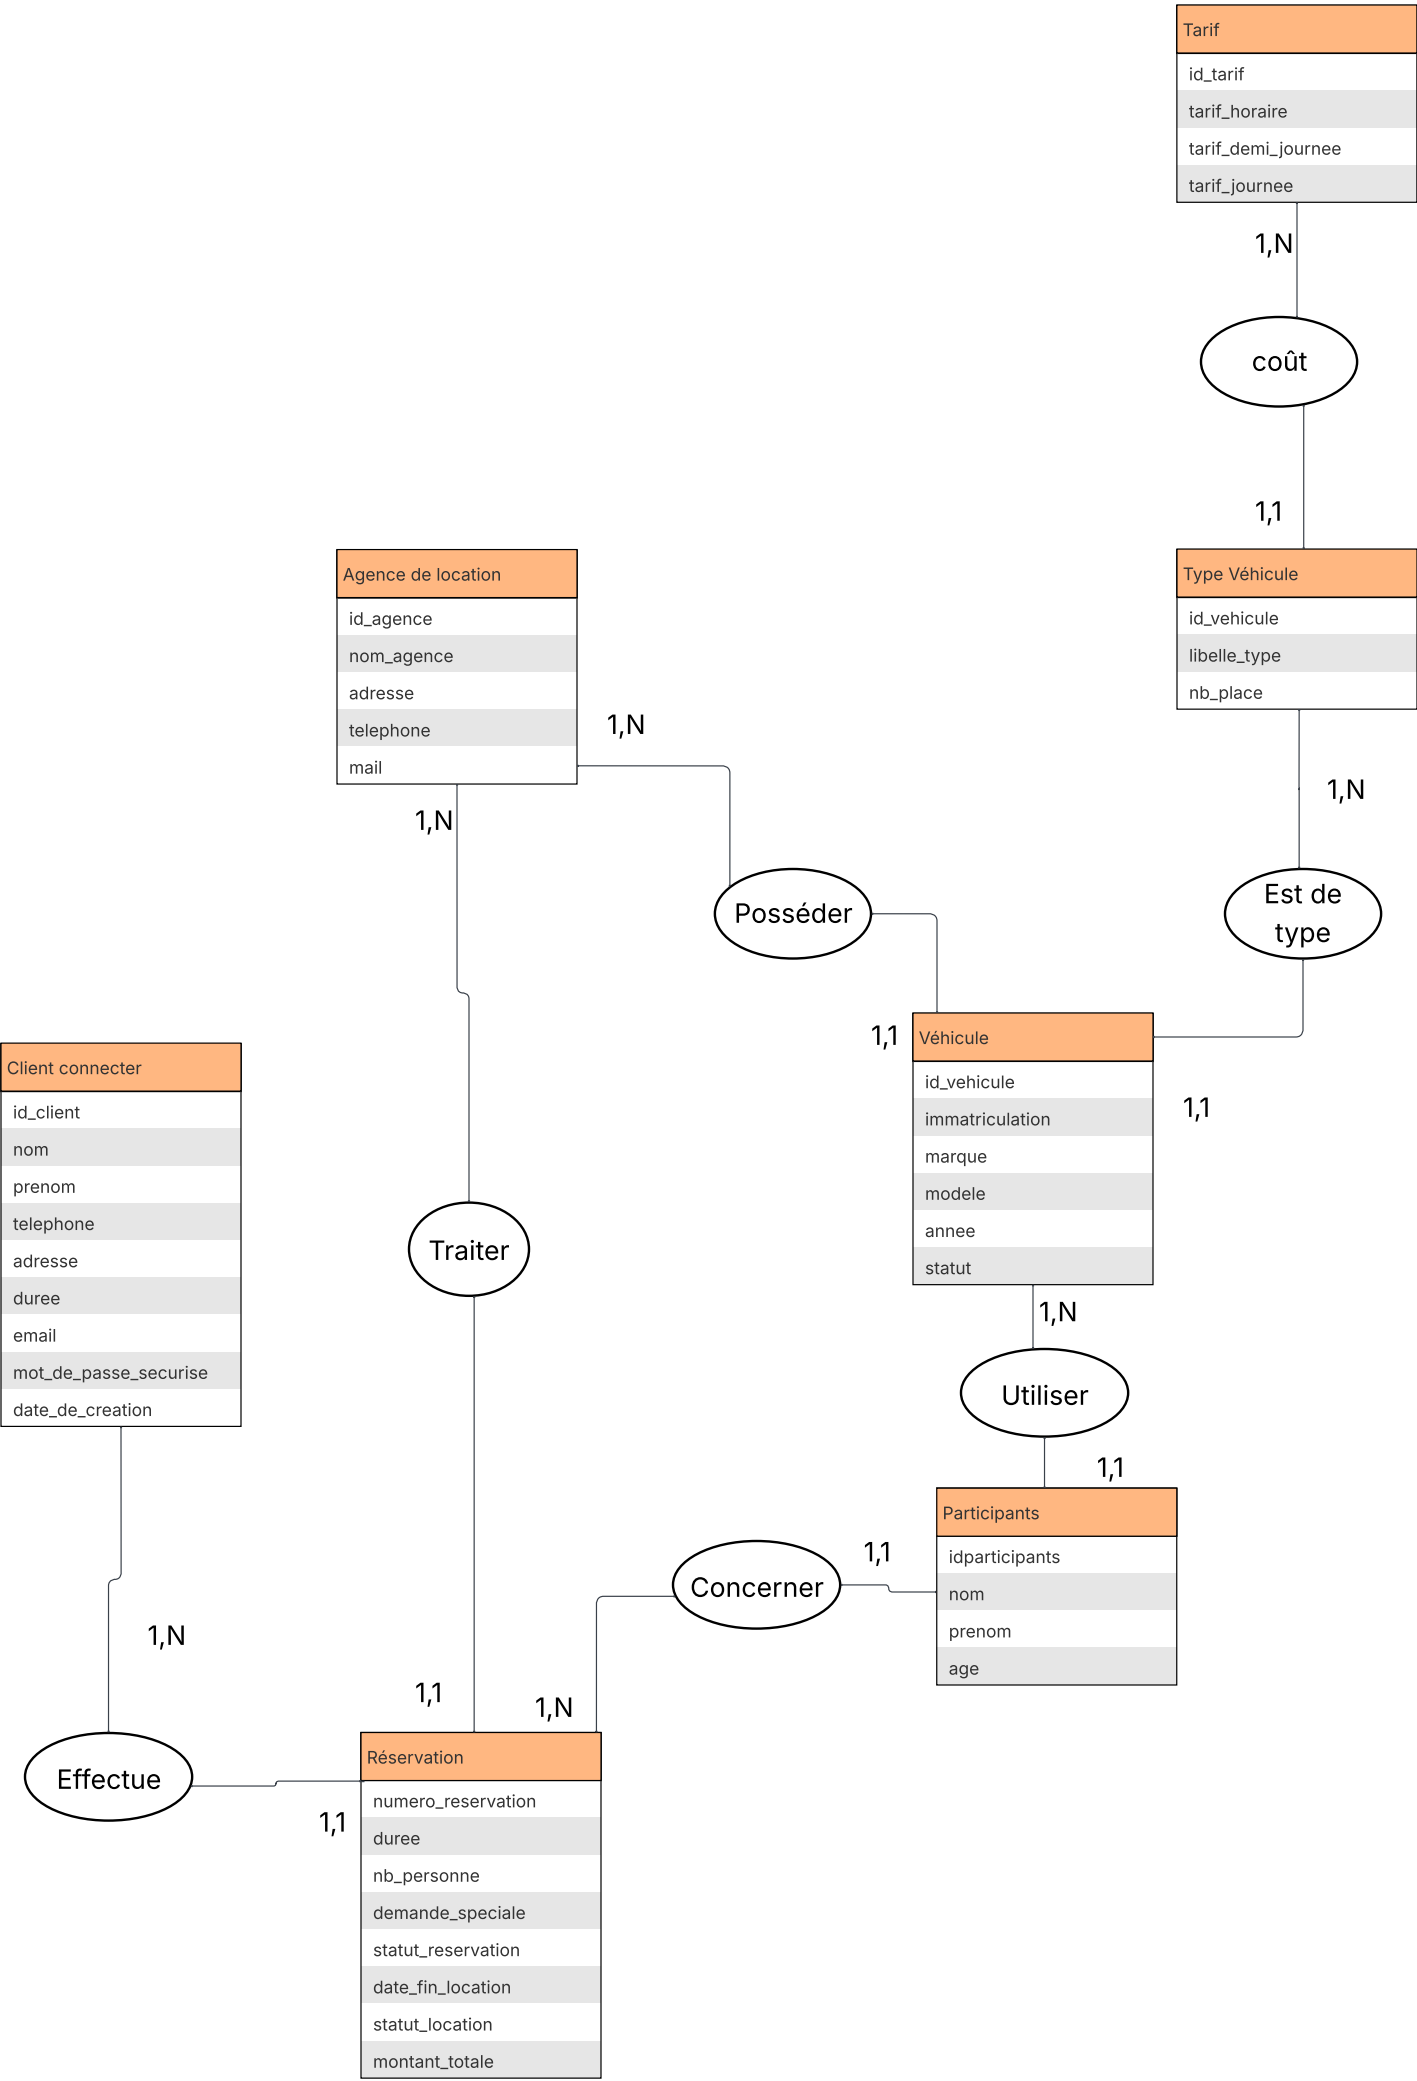 Tarif
id_tarif
tarif_horaire
tarif_demi_journee
tarif_journee
1,N
coût
1,1
Type Véhicule
id_vehicule
libelle_type
nb_place
1,N
Est de
type
1,1
Agence de location
id_agence
nom_agence
adresse
telephone
mail
1,N
1,N
Posséder
1,1
Véhicule
id_vehicule
immatriculation
marque
modele
annee
statut
1,N
Utiliser
1,1
Participants
idparticipants
nom
prenom
age
1,1
Concerner
1,N
Traiter
1,1
Client connecter
id_client
nom
prenom
telephone
adresse
duree
email
mot_de_passe_securise
date_de_creation
1,N
Effectue
1,1
Réservation
numero_reservation
duree
nb_personne
demande_speciale
statut_reservation
date_fin_location
statut_location
montant_totale